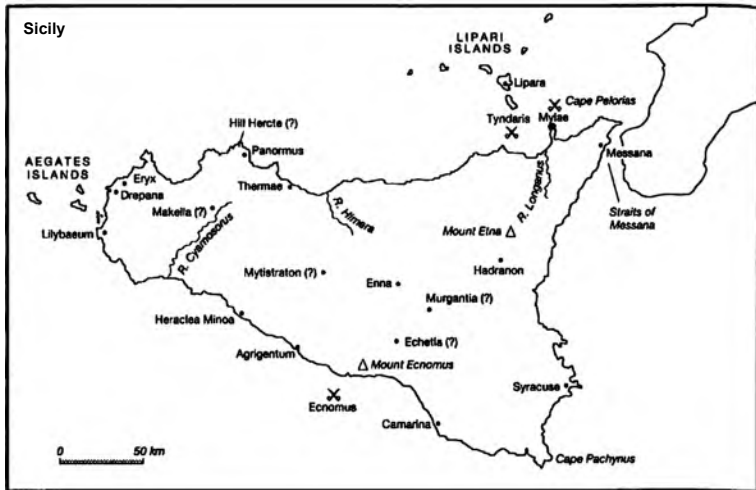 Sicily
LIPARI
ISLANDS
Lipara
Cape Pelorias
Tyndaris
Mylae
Hill Hercte (?)
Panormus
Messana
AEGATES
ISLANDS
Eryx
Drepana
Thermae
Straits of
Messana
Makella (?)
R. Himera
R. Longanus
Lilybaeum
R. Cyamosorus
Mount Etna
Hadranon
Mytistraton (?)
Enna
Murgantia (?)
Heraclea Minoa
Echetla (?)
Agrigentum
Mount Ecnomus
Syracuse
Ecnomus
Camarina
0
50 km
Cape Pachynus